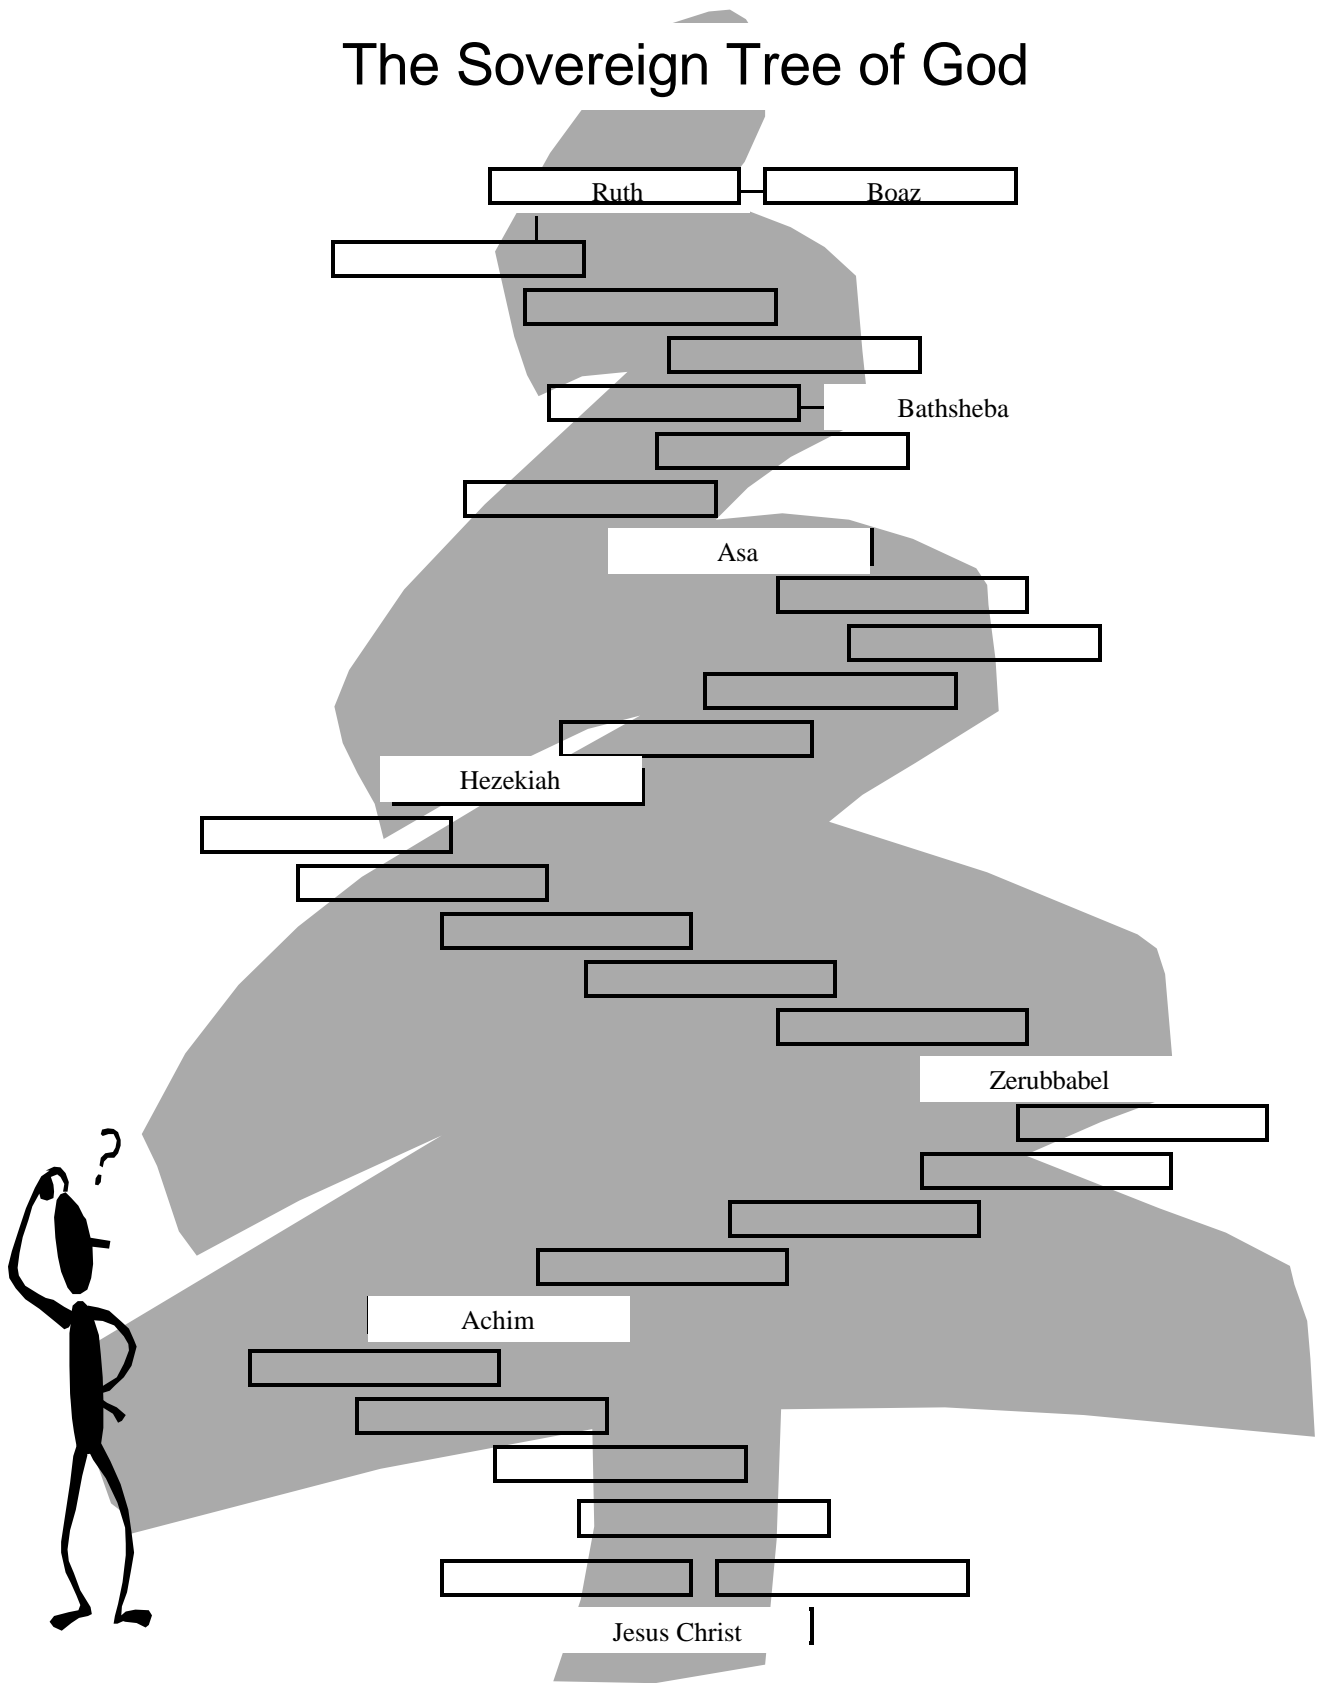 The Sovereign Tree of God
Ruth
Boaz
Bathsheba
Asa
Hezekiah
Zerubbabel
?
Achim
Jesus Christ